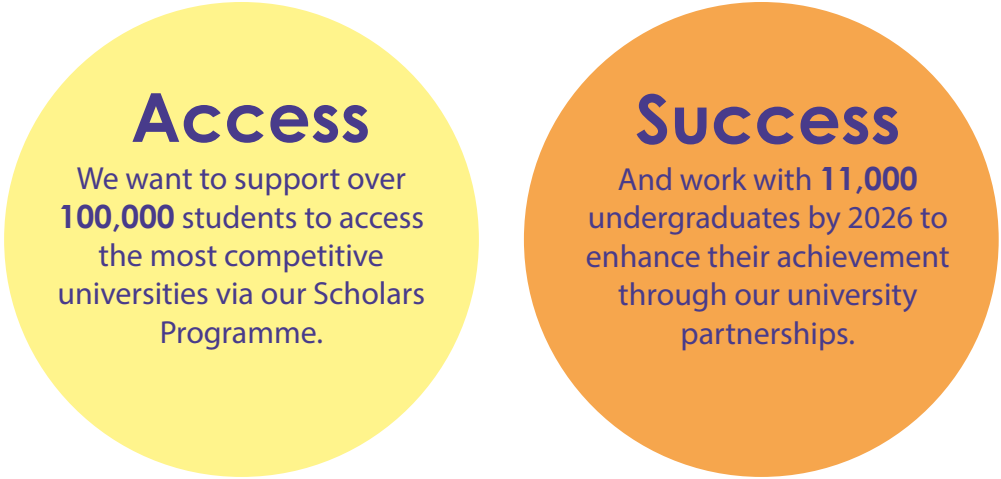 Access
We want to support over
100,000 students to access
the most competitive
universities via our Scholars
Programme.
Success
And work with 11,000
undergraduates by 2026 to
enhance their achievement
through our university
partnerships.